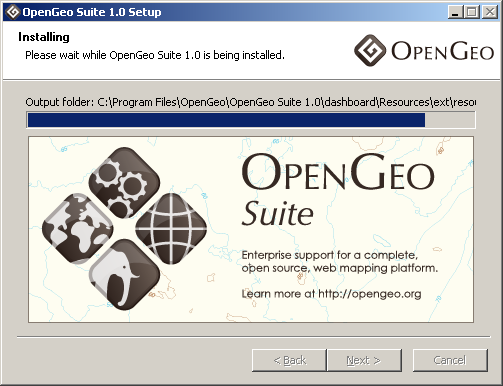 OpenGeo Suite 1.0 Setup
Installing
Please wait while OpenGeo Suite 1.0 is being installed.
OPENGEO
Output folder: C:\Program Files\OpenGeo\OpenGeo Suite 1.0\dashboard\Resources\ext\resou
OPENGEO
Suite
Enterprise support for a complete,
open source, web mapping platform.
Learn more at http://opengeo.org
< Back
Next >
Cancel